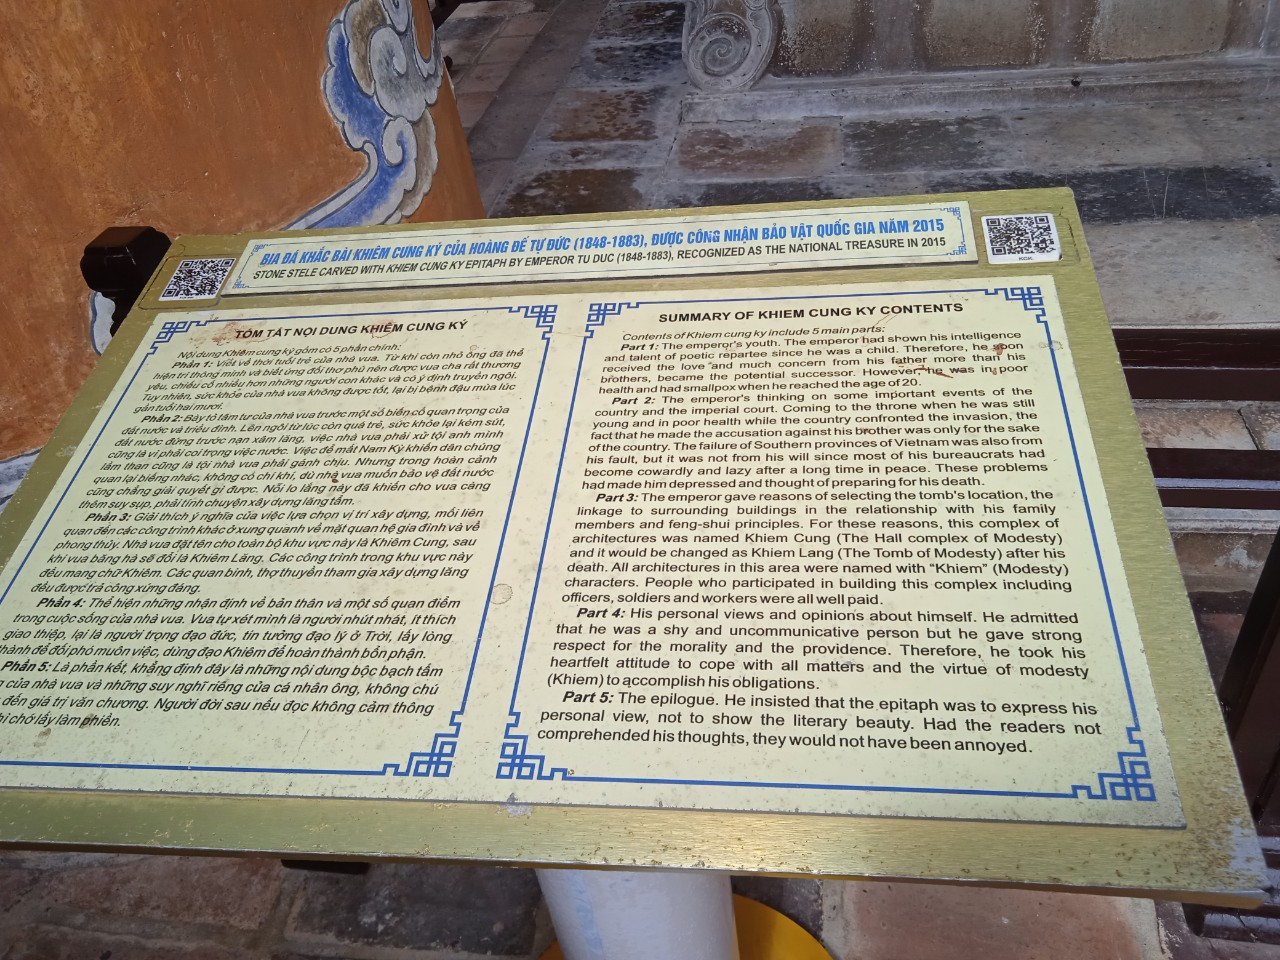 BIA ĐÁ KHẮC BÀI KHIÊM CUNG KÝ CỦA HOÀNG ĐẾ TỰ ĐỨC (1848-1883), ĐƯỢC CÔNG NHẬN BẢO VẬT QUỐC GIA NĂM 2015
STONE STELE CARVED WITH KHIEM CUNG KY EPITAPH BY EMPEROR TU DUC (1848-1883), RECOGNIZED AS THE NATIONAL TREASURE IN 2015
TÓM TẮT NỘI DUNG KHIÊM CUNG KÝ
Nội dung Khiêm cung ký gồm có 5 phần chính:
Phần 1: Viết về thời tuổi trẻ của nhà vua. Từ khi còn nhỏ ông đã thể
hiện trí thông minh và biết ứng đối thơ phú nên được vua cha rất thương
yêu, chiều cố nhiều hơn những người con khác và có ý định truyền ngôi.
Tuy nhiên, sức khỏe của nhà vua không được tốt, lại bị bệnh đậu mùa lúc
gần tuổi hai mươi.
Phần 2: Bày tỏ tâm tư của nhà vua trước một số biến cố quan trọng của
đất nước và triều đình. Lên ngôi từ lúc còn quá trẻ, sức khỏe lại kém sút,
đất nước đứng trước nạn xâm lăng, việc nhà vua phải xử tội anh mình
cũng là vì phải coi trọng việc nước. Việc để mất Nam Kỳ khiến dân chúng
lầm than cũng là tội nhà vua phải gánh chịu. Nhưng trong hoàn cảnh
quan lại biếng nhác, không có chí khí, dù nhà vua muốn bảo vệ đất nước
cũng chẳng giải quyết gì được. Nỗi lo lắng này đã khiến cho vua càng
thêm suy sụp, phải tính chuyện xây dựng lăng tẩm.
Phần 3: Giải thích ý nghĩa của việc lựa chọn vị trí xây dựng, mối liên
quan đến các công trình khác ở xung quanh về mặt quan hệ gia đình và về
phong thủy. Nhà vua đặt tên cho toàn bộ khu vực này là Khiêm Cung, sau
khi vua băng hà sẽ đổi là Khiêm Lăng. Các công trình trong khu vực này
đều mang chữ Khiêm. Các quan binh, thợ thuyền tham gia xây dựng lăng
đều được trả công xứng đáng.
Phần 4: Thể hiện những nhận định về bản thân và một số quan điểm
trong cuộc sống của nhà vua. Vua tự xét mình là người nhút nhát, ít thích
giao thiệp, lại là người trọng đạo đức, tin tưởng đạo lý ở Trời, lấy lòng
thành để đối phó muôn việc, dùng đạo Khiêm để hoàn thành bổn phận.
Phần 5: Là phần kết, khẳng định đây là những nội dung bộc bạch tấm
của nhà vua và những suy nghĩ riêng của cá nhân ông, không chú
đến giá trị văn chương. Người đời sau nếu đọc không cảm thông
chớ lấy làm phiền.
SUMMARY OF KHIEM CUNG KY CONTENTS
Contents of Khiem cung ky include 5 main parts:
Part 1: The emperor's youth. The emperor had shown his intelligence
and talent of poetic repartee since he was a child. Therefore, he soon
received the love and much concern from his father more than his
brothers, became the potential successor. However, he was in poor
health and had smallpox when he reached the age of 20.
Part 2: The emperor's thinking on some important events of the
country and the imperial court. Coming to the throne when he was still
young and in poor health while the country confronted the invasion, the
fact that he made the accusation against his brother was only for the sake
of the country. The failure of Southern provinces of Vietnam was also from
his fault, but it was not from his will since most of his bureaucrats had
become cowardly and lazy after a long time in peace. These problems
had made him depressed and thought of preparing for his death.
Part 3: The emperor gave reasons of selecting the tomb's location, the
linkage to surrounding buildings in the relationship with his family
members and feng-shui principles. For these reasons, this complex of
architectures was named Khiem Cung (The Hall complex of Modesty)
and it would be changed as Khiem Lang (The Tomb of Modesty) after his
death. All architectures in this area were named with "Khiem" (Modesty)
characters. People who participated in building this complex including
officers, soldiers and workers were all well paid.
Part 4: His personal views and opinions about himself. He admitted
that he was a shy and uncommunicative person but he gave strong
respect for the morality and the providence. Therefore, he took his
heartfelt attitude to cope with all matters and the virtue of modesty
(Khiem) to accomplish his obligations.
Part 5: The epilogue. He insisted that the epitaph was to express his
personal view, not to show the literary beauty. Had the readers not
comprehended his thoughts, they would not have been annoyed.